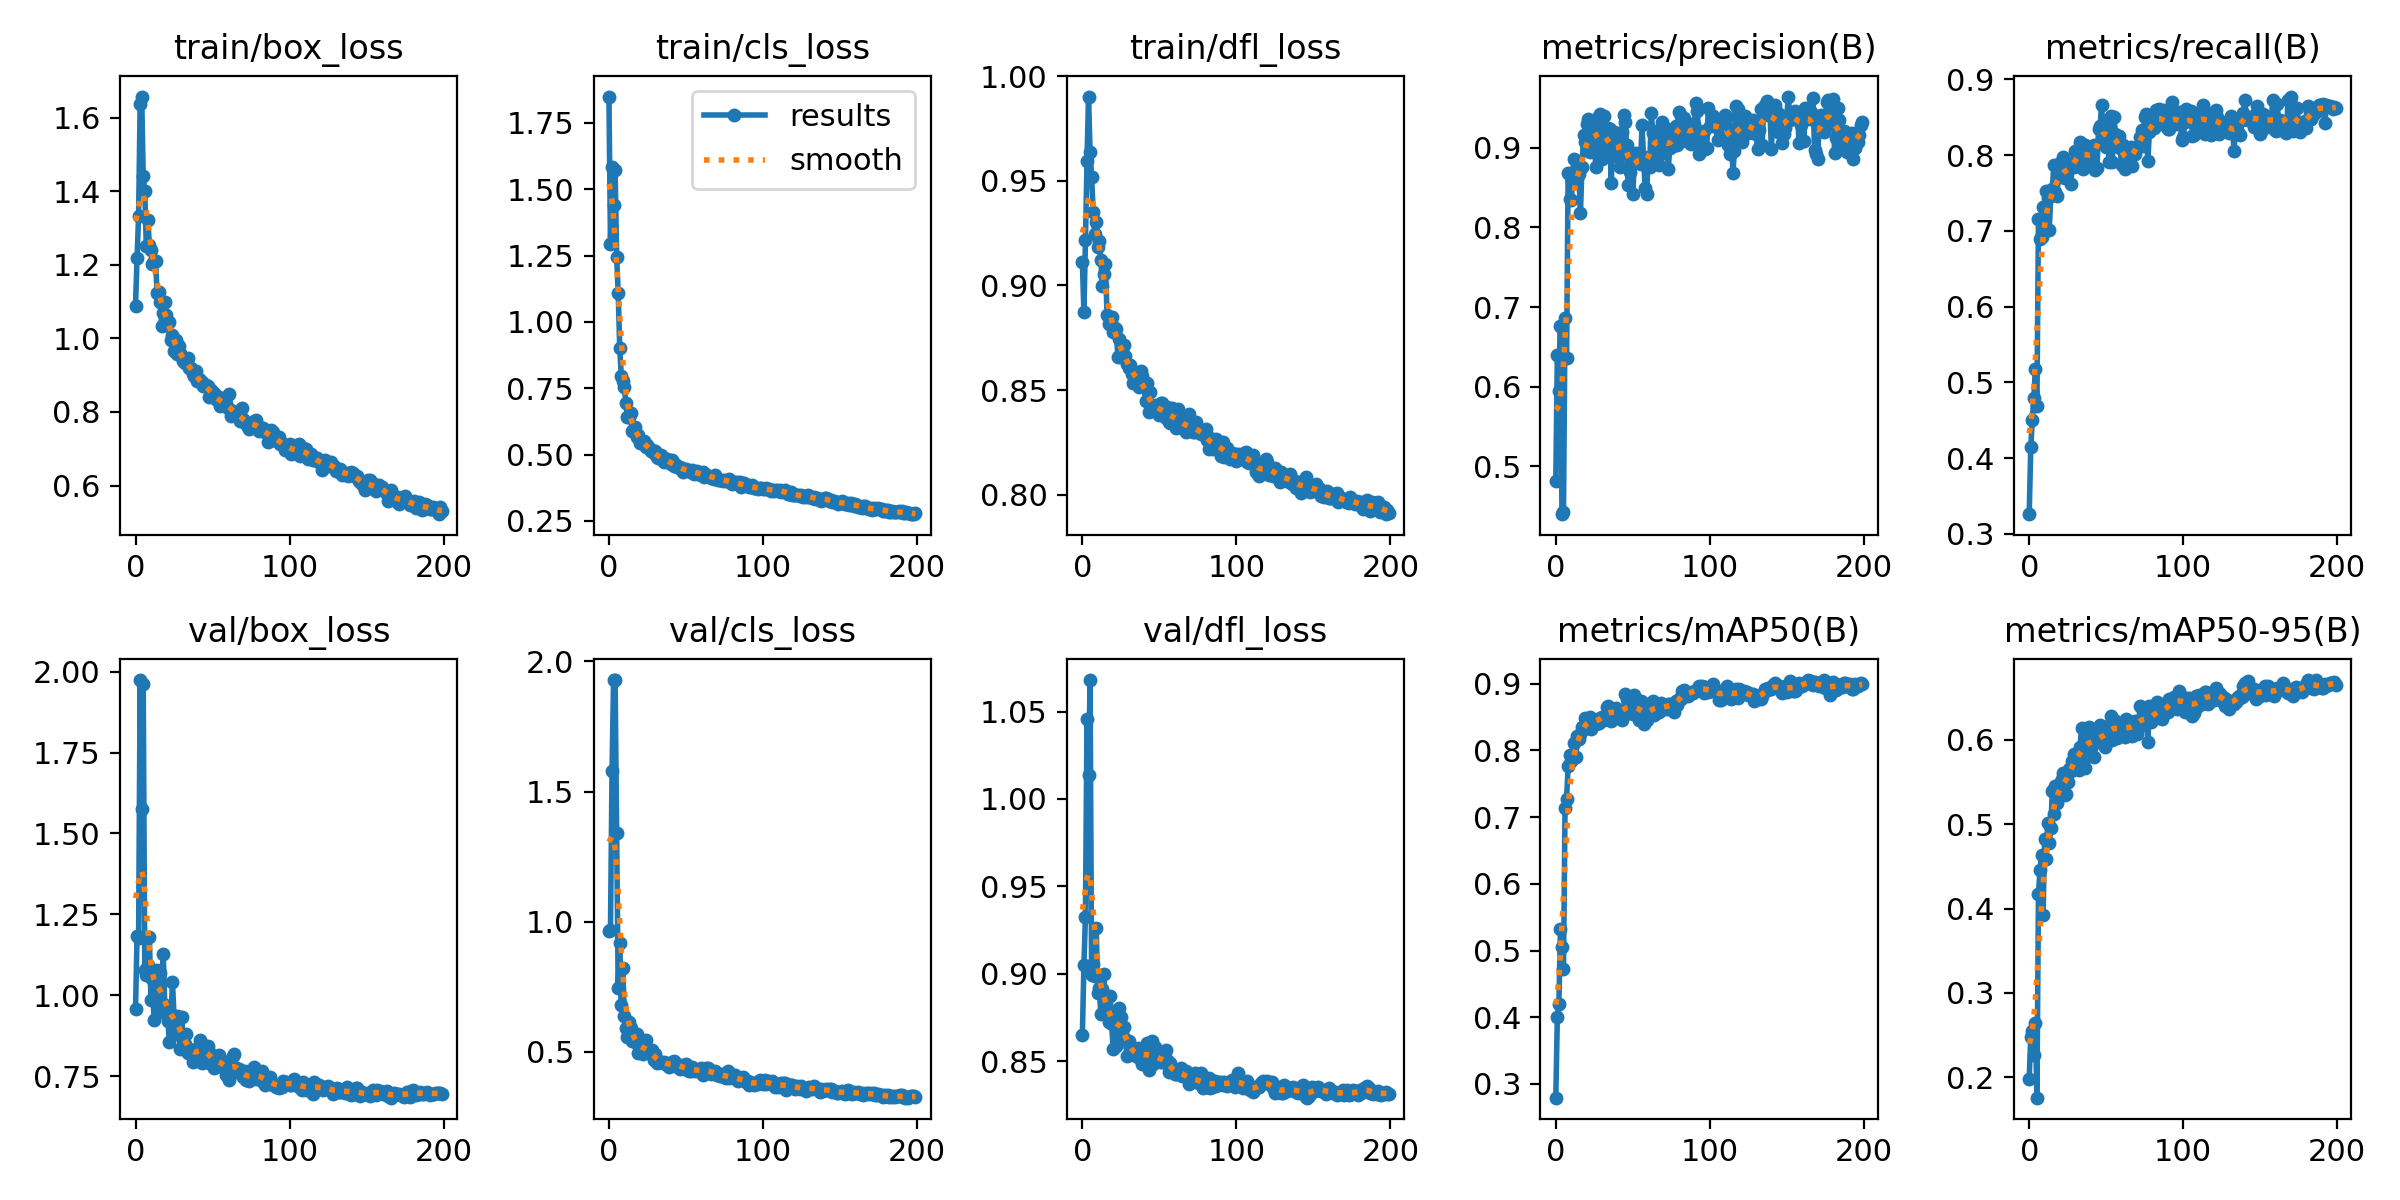 train/box_loss
1.6
1.4
1.2
1.0
0.8
0.6
0 100 200
train/cls_loss
results
smooth
1.75
1.50
1.25
1.00
0.75
0.50
0.25
0 100 200
train/dfl_loss
1.00
0.95
0.90
0.85
0.80
0 100 200
metrics/precision(B)
0.9
0.8
0.7
0.6
0.5
0 100 200
metrics/recall(B)
0.9
0.8
0.7
0.6
0.5
0.4
0.3
0 100 200
val/box_loss
2.00
1.75
1.50
1.25
1.00
0.75
0 100 200
val/cls_loss
2.0
1.5
1.0
0.5
0 100 200
val/dfl_loss
1.05
1.00
0.95
0.90
0.85
0 100 200
metrics/mAP50(B)
0.9
0.8
0.7
0.6
0.5
0.4
0.3
0 100 200
metrics/mAP50-95(B)
0.6
0.5
0.4
0.3
0.2
0 100 200